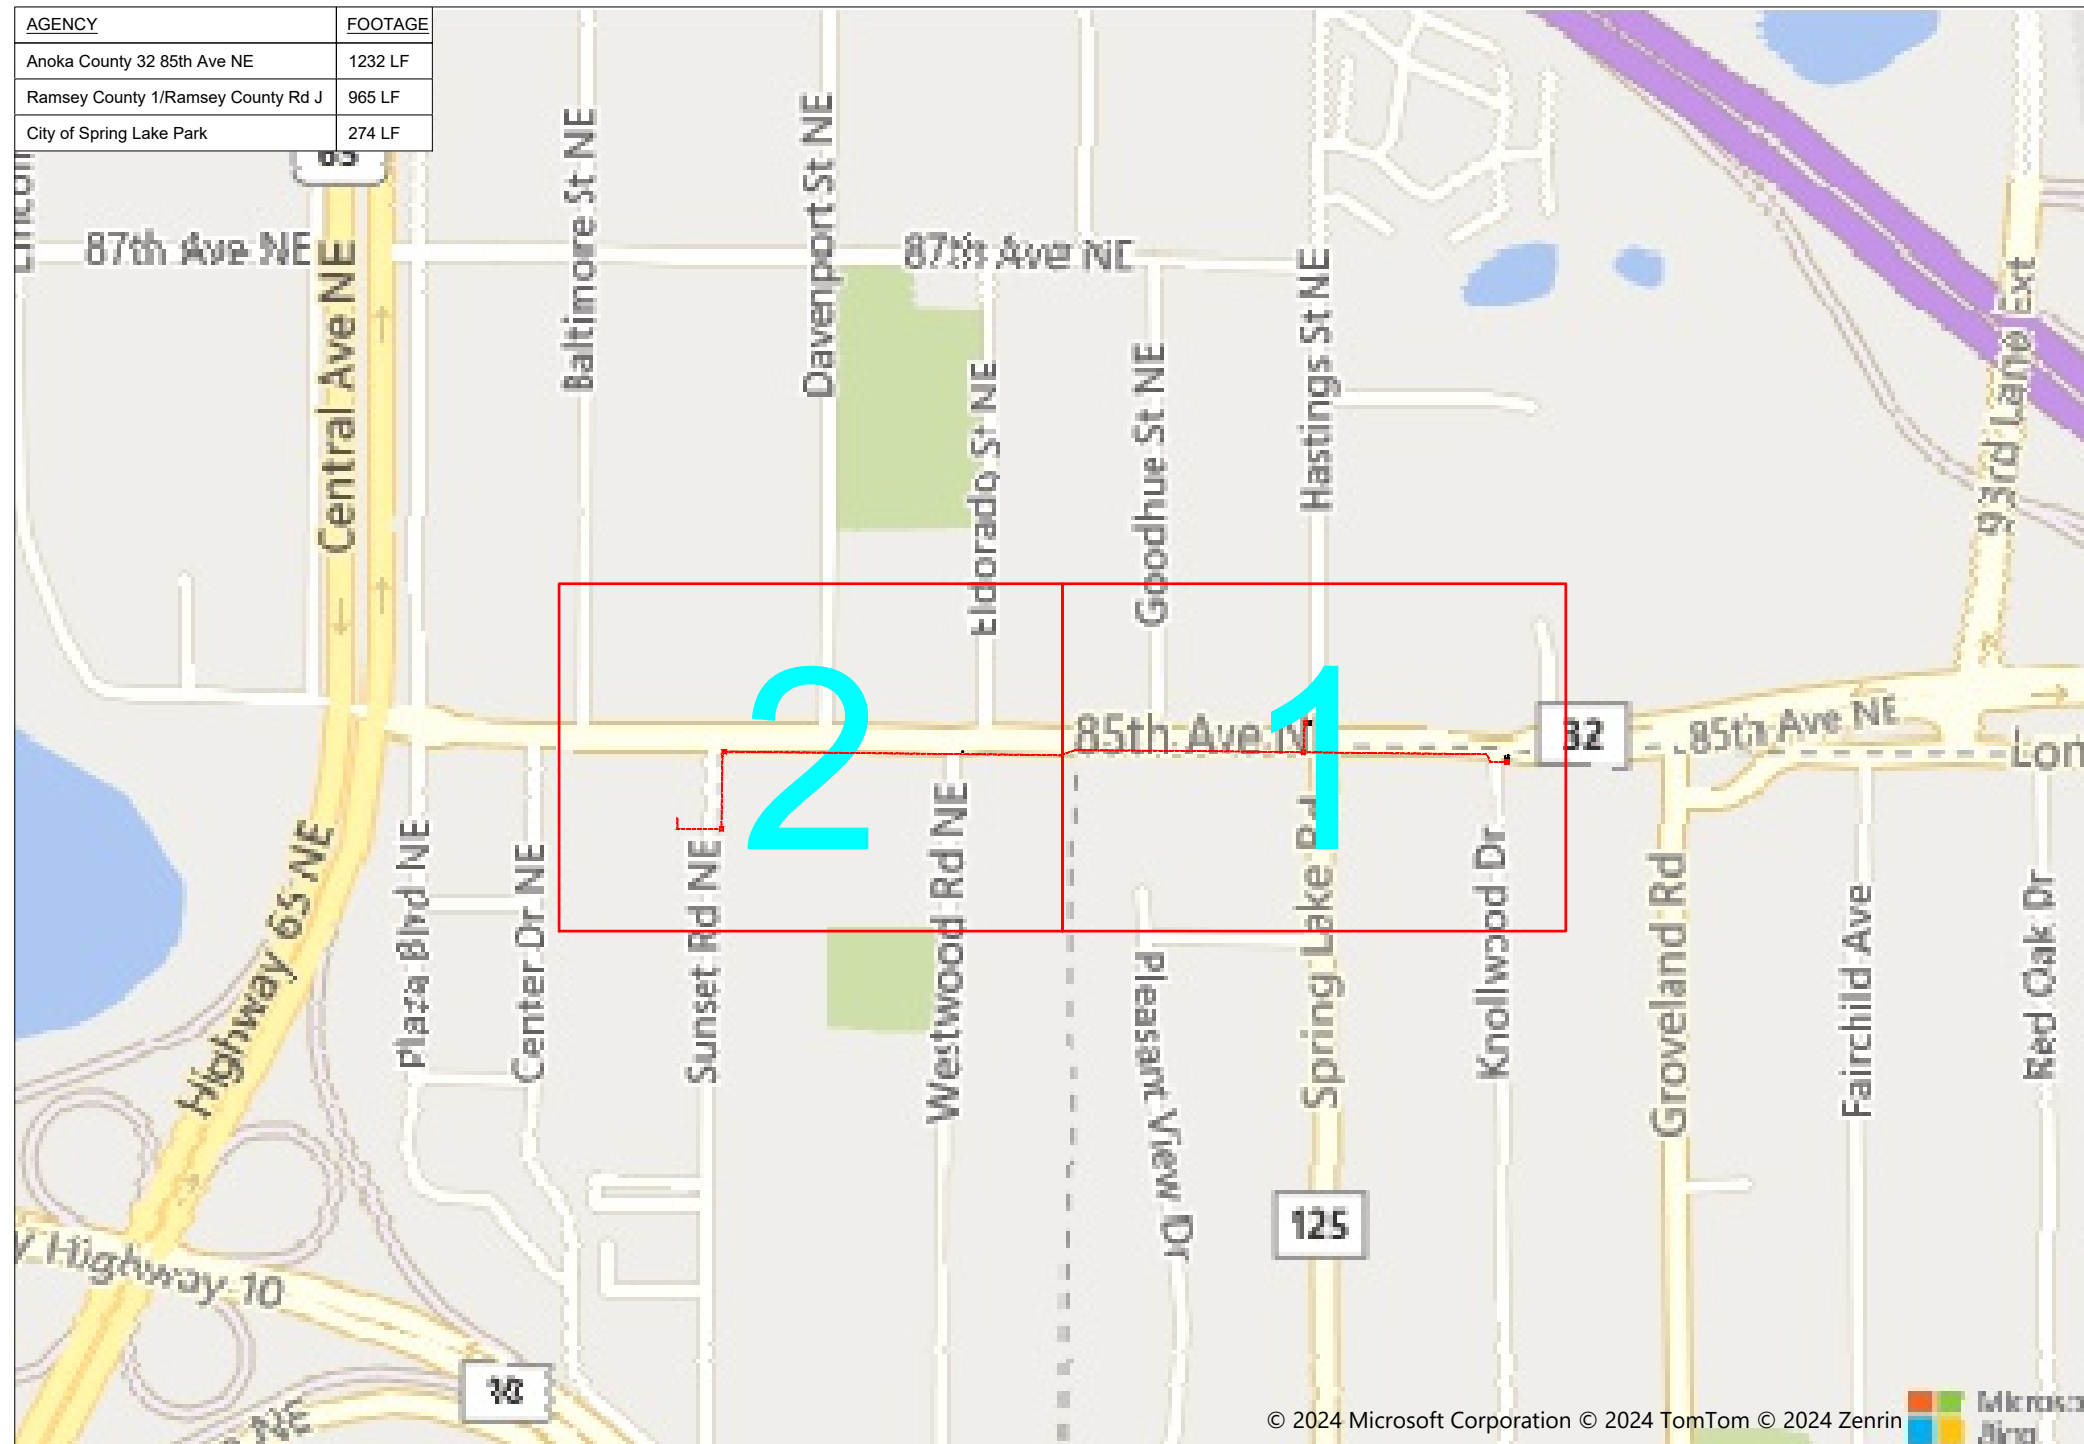 AGENCY FOOTAGE
Anoka County 32 85th Ave NE 1232 LF
Ramsey County 1/Ramsey County Rd J 965 LF
City of Spring Lake Park 274 LF
65
87th Ave NE
87th Ave NE
Central Ave NE
Baltimore St NE
Davenport St NE
Eldorado St NE
Goodhue St NE
Hastings St NE
93rd Lane Ext
2
1
85th Ave N
32
85th Ave NE
Lon
Highway 65 NE
Plaza Blvd NE
Center Dr NE
Sunset Rd NE
Westwood Rd NE
Pleasant View Dr
Spring Lake Rd
Knollwood Dr
Groveland Rd
Fairchild Ave
Red Oak Dr
125
y Highway 10
10
NE
© 2024 Microsoft Corporation © 2024 TomTom © 2024 Zenrin
Microso
Bing